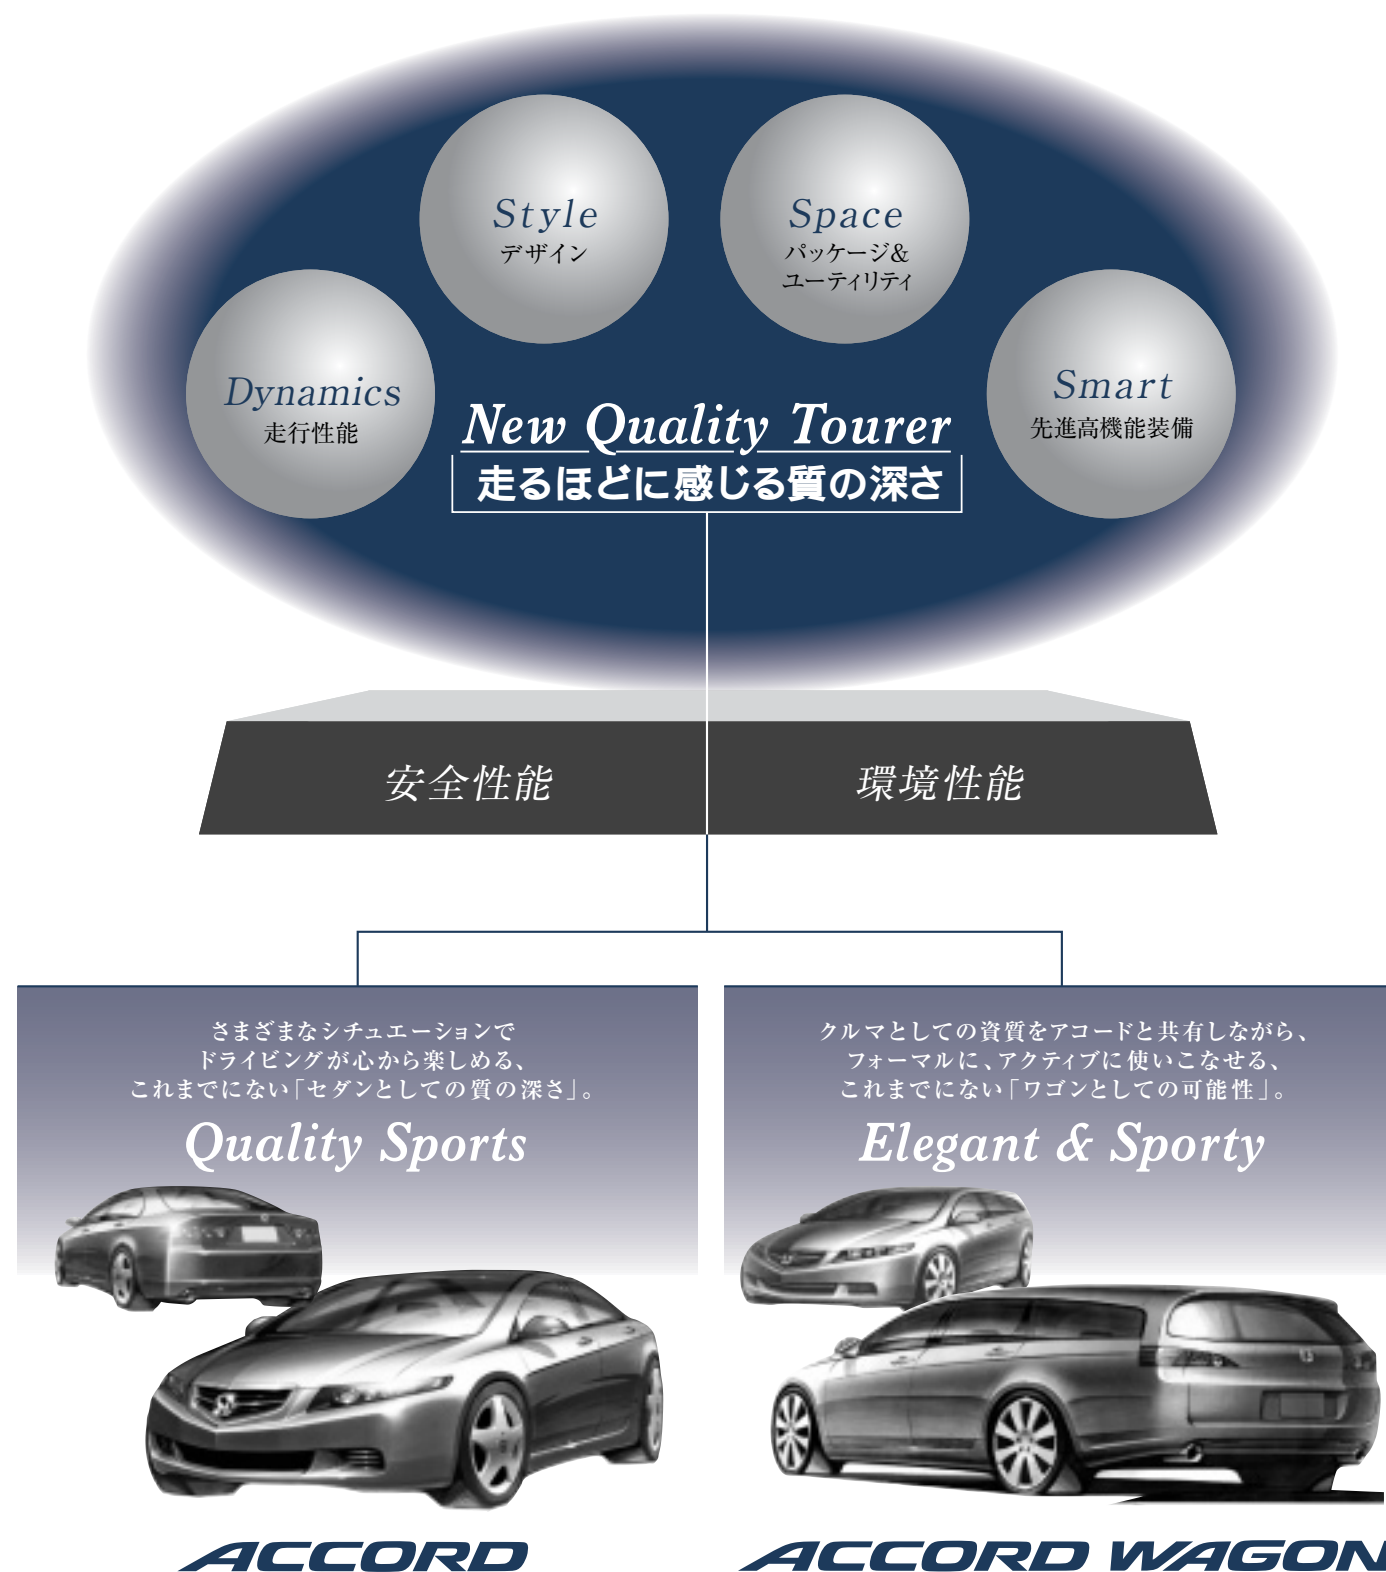 Style
デザイン
Space
パッケージ&
ユーティリティ
Dynamics
走行性能
Smart
先進高機能装備
New Quality Tourer
走るほどに感じる質の深さ
安全性能
環境性能
さまざまなシチュエーションで
ドライビングが心から楽しめる、
これまでにない「セダンとしての質の深さ」。
Quality Sports
クルマとしての資質をアコードと共有しながら、
フォーマルに、アクティブに使いこなせる、
これまでにない「ワゴンとしての可能性」。
Elegant & Sporty
ACCORD
ACCORD WAGON